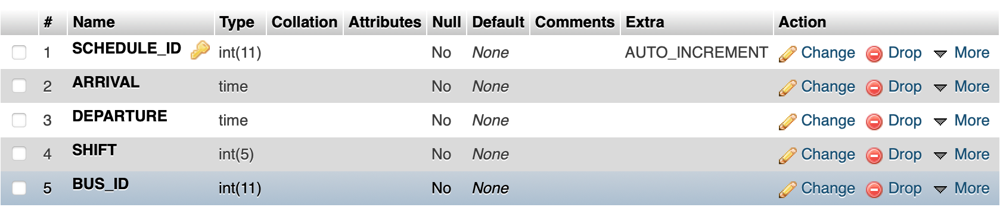 # Name Type Collation Attributes Null Default Comments Extra Action
1 SCHEDULE_ID int(11) No None AUTO_INCREMENT Change Drop More
2 ARRIVAL time No None Change Drop More
3 DEPARTURE time No None Change Drop More
4 SHIFT int(5) No None Change Drop More
5 BUS_ID int(11) No None Change Drop More